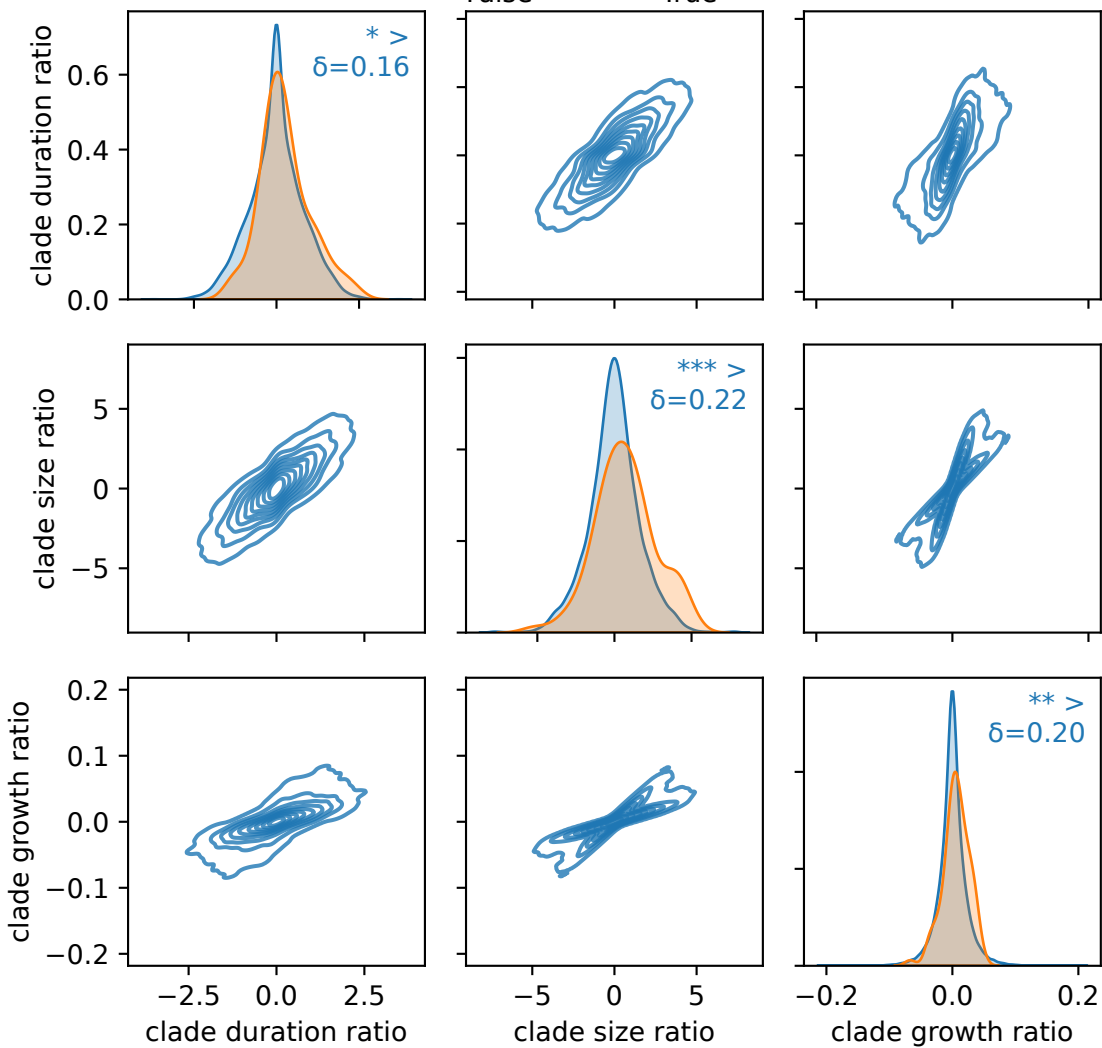 True
* >
δ=0.16
clade duration ratio
0.6
0.4
0.2
0.0
*** >
δ=0.22
clade size ratio
5
0
−5
** >
δ=0.20
clade growth ratio
0.2
0.1
0.0
−0.1
−0.2
−2.5 0.0 2.5 −5 0 5 −0.2 0.0 0.2
clade duration ratio clade size ratio clade growth ratio